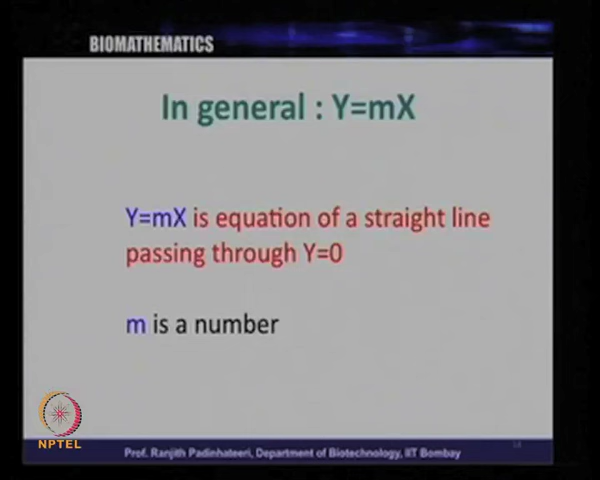 BIOMATHEMATICS
In general : Y=mX
Y=mX is equation of a straight line
passing through Y=0
m is a number
NPTEL
Prof. Ranjith Padinhateeri, Department of Biotechnology, IIT Bombay